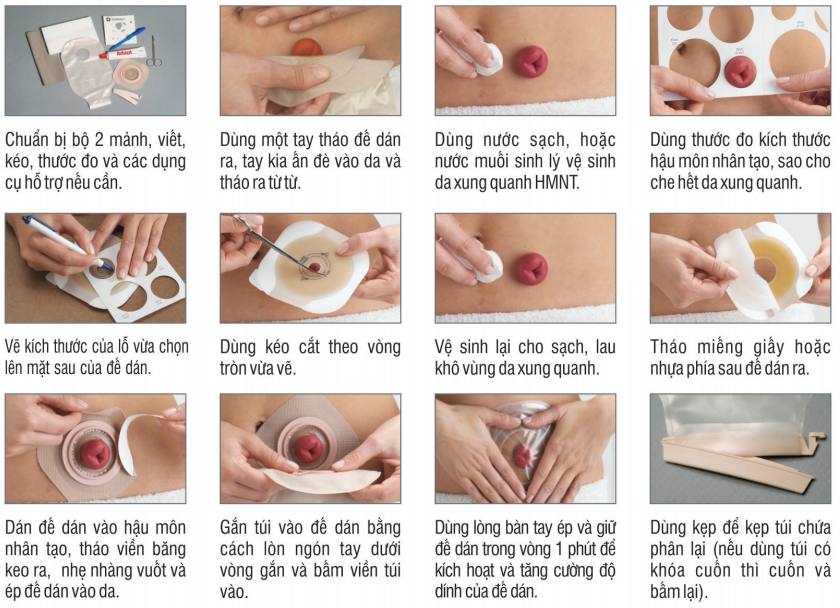 Adapt
Chuẩn bị bộ 2 mảnh, viết,
kéo, thước đo và các dụng
cụ hỗ trợ nếu cần.
Dùng một tay tháo đế dán
ra, tay kia ấn đè vào da và
tháo ra từ từ.
Dùng nước sạch, hoặc
nước muối sinh lý vệ sinh
da xung quanh HMNT.
Dùng thước đo kích thước
hậu môn nhân tạo, sao cho
che hết da xung quanh.
Vẽ kích thước của lỗ vừa chọn
lên mặt sau của đế dán.
Dùng kéo cắt theo vòng
tròn vừa vẽ.
Vệ sinh lại cho sạch, lau
khô vùng da xung quanh.
Tháo miếng giấy hoặc
nhựa phía sau đế dán ra.
Dán đế dán vào hậu môn
nhân tạo, tháo viền băng
keo ra, nhẹ nhàng vuốt và
ép đế dán vào da.
Gắn túi vào đế dán bằng
cách lòn ngón tay dưới
vòng gắn và bấm viền túi
vào.
Dùng lòng bàn tay ép và giữ
đế dán trong vòng 1 phút để
kích hoạt và tăng cường độ
dính của đế dán.
Dùng kẹp để kẹp túi chứa
phân lại (nếu dùng túi có
khóa cuốn thì cuốn và
bấm lại).